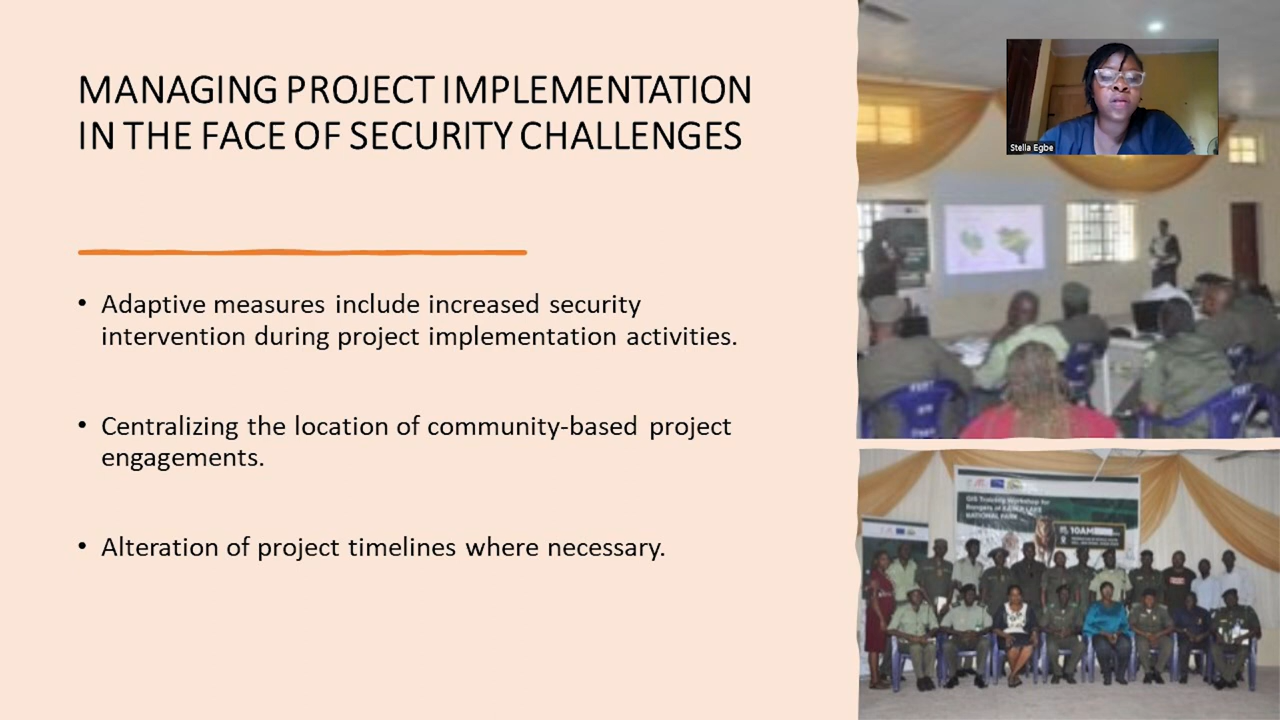 MANAGING PROJECT IMPLEMENTATION
IN THE FACE OF SECURITY CHALLENGES
• Adaptive measures include increased security
intervention during project implementation activities.
• Centralizing the location of community-based project
engagements.
• Alteration of project timelines where necessary.
Stella Egbe
GIS Training Workshop for
Rangers of
LAKE
NATIONAL PARK
10AM